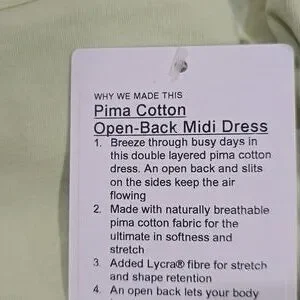 WHY WE MADE THIS
Pima Cotton
Open-Back Midi Dress
1. Breeze through busy days in
this double layered pima cotton
dress. An open back and slits
on the sides keep the air
flowing
2. Made with naturally breathable
pima cotton fabric for the
ultimate in softness and
stretch
3. Added Lycra® fibre for stretch
and shape retention
4. An open back lets your body